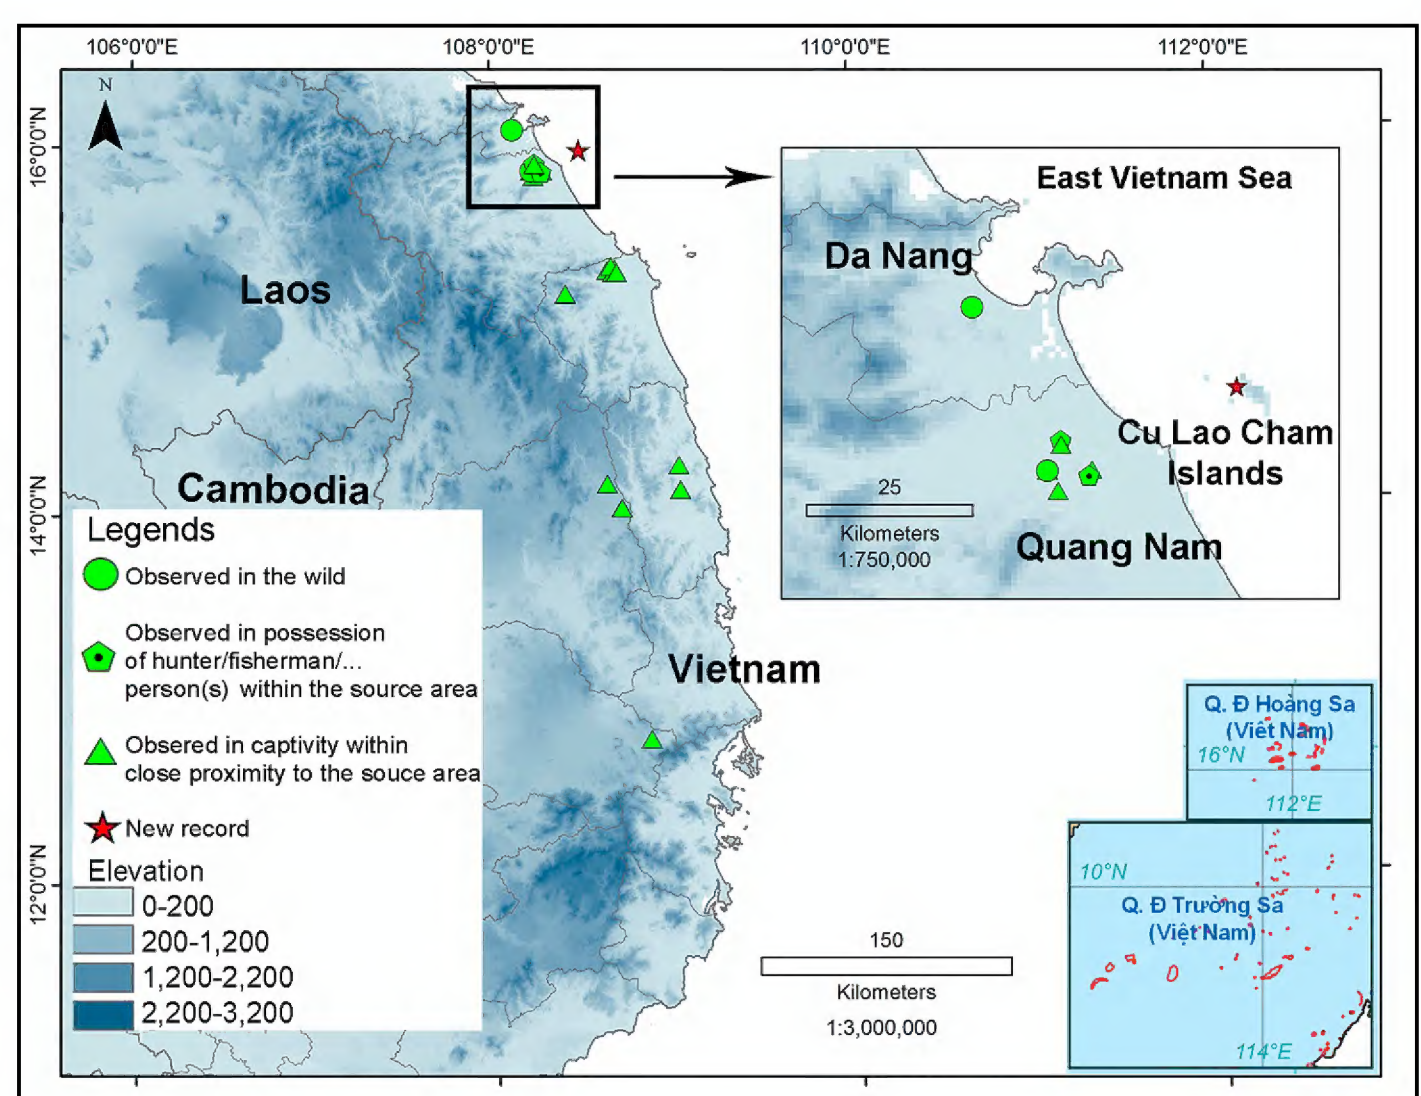 106°0'0"E 108°0'0"E 110°0'0"E 112°0'0"E
N
16°0'0"N
14°0'0"N
12°0'0"N
Laos
Cambodia
Vietnam
East Vietnam Sea
Da Nang
Cu Lao Cham
Islands
Quang Nam
25
Kilometers
1:750,000
Legends
Observed in the wild
Observed in possession
of hunter/fisherman/...
person(s) within the source area
Obsered in captivity within
close proximity to the souce area
New record
Elevation
0-200
200-1,200
1,200-2,200
2,200-3,200
150
Kilometers
1:3,000,000
Q. Đ Hoàng Sa
(Việt Nam)
16°N
112°E
10°N
Q. Đ Trường Sa
(Việt Nam)
114°E